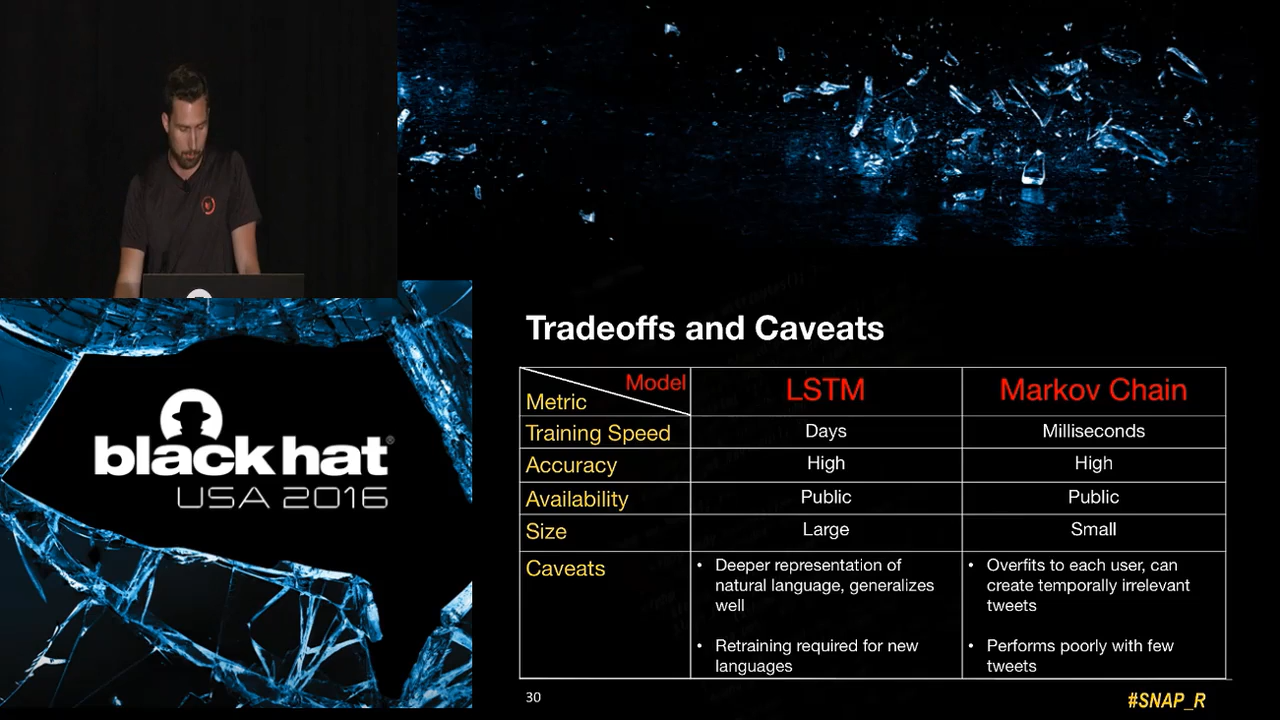 Tradeoffs and Caveats
Model
Metric
LSTM
Markov Chain
Training Speed
Days
Milliseconds
Accuracy
High
High
Availability
Public
Public
Size
Large
Small
Caveats
• Deeper representation of
natural language, generalizes
well
• Retraining required for new
languages
• Overfits to each user, can
create temporally irrelevant
tweets
• Performs poorly with few
tweets
30
#SNAP_R
black hat®
USA 2016